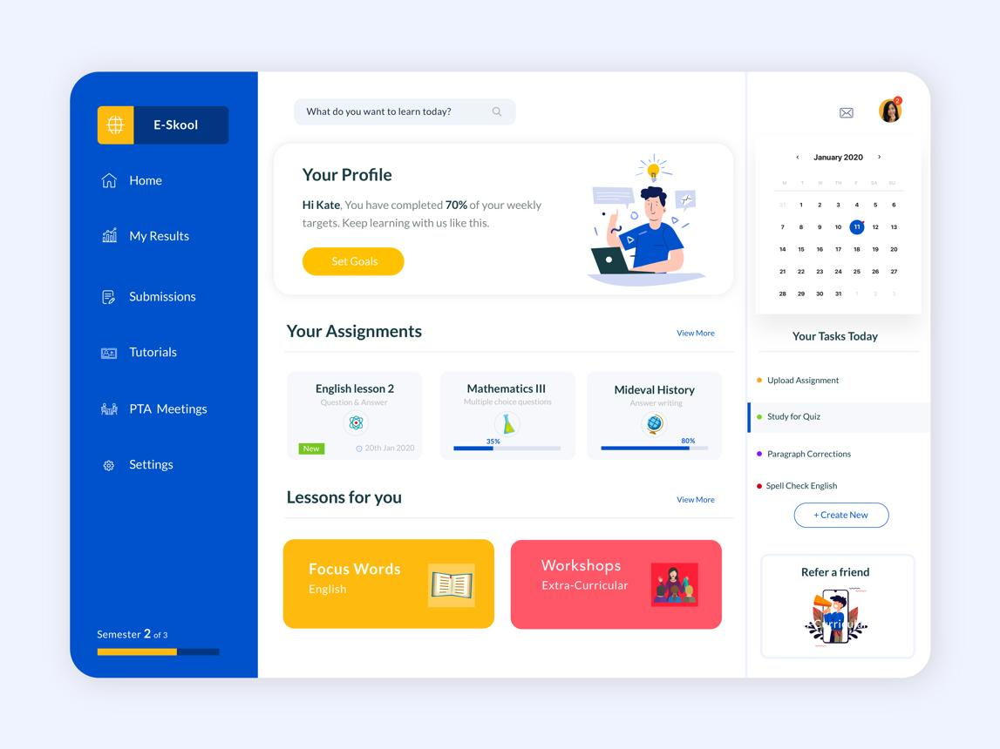 E-Skool
Home
My Results
Submissions
Tutorials
PTA Meetings
Settings
Semester 2 of 3
What do you want to learn today?
Your Profile
Hi Kate, You have completed 70% of your weekly
targets. Keep learning with us like this.
Set Goals
Your Assignments
View More
English lesson 2
Question & Answer
New
20th Jan 2020
Mathematics III
Multiple choice questions
35%
Mideval History
Answer writing
80%
Lessons for you
View More
Focus Words
English
Workshops
Extra-Curricular
2
January 2020
M T W TH F SA SU
31 1 2 3 4 5 6
7 8 9 10 11 12 13
14 15 16 17 18 19 20
21 22 23 24 25 26 27
28 29 30 31 1 2 3
Your Tasks Today
Upload Assignment
Study for Quiz
Paragraph Corrections
Spell Check English
+ Create New
Refer a friend